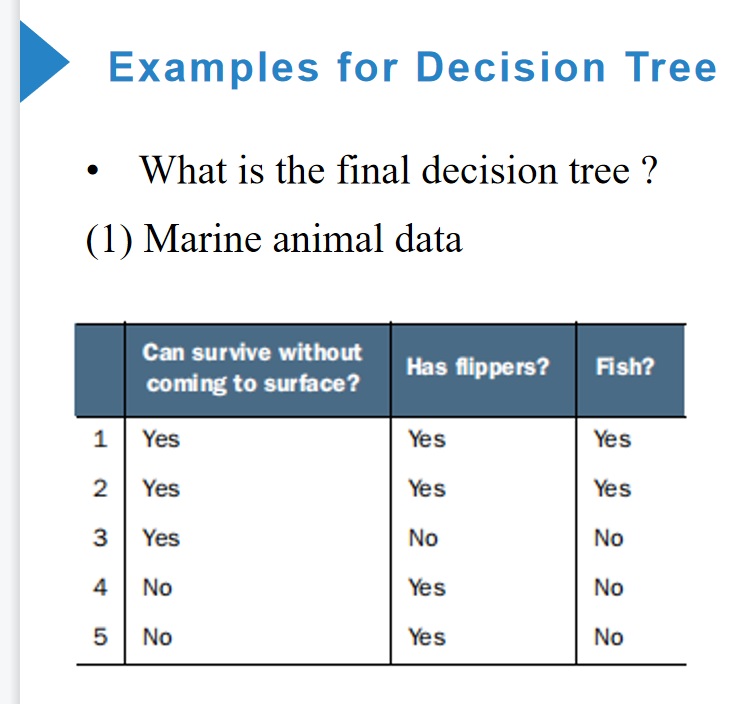 Examples for Decision Tree
• What is the final decision tree ?
(1) Marine animal data
Can survive without coming to surface? Has flippers? Fish?
1 Yes Yes Yes
2 Yes Yes Yes
3 Yes No No
4 No Yes No
5 No Yes No